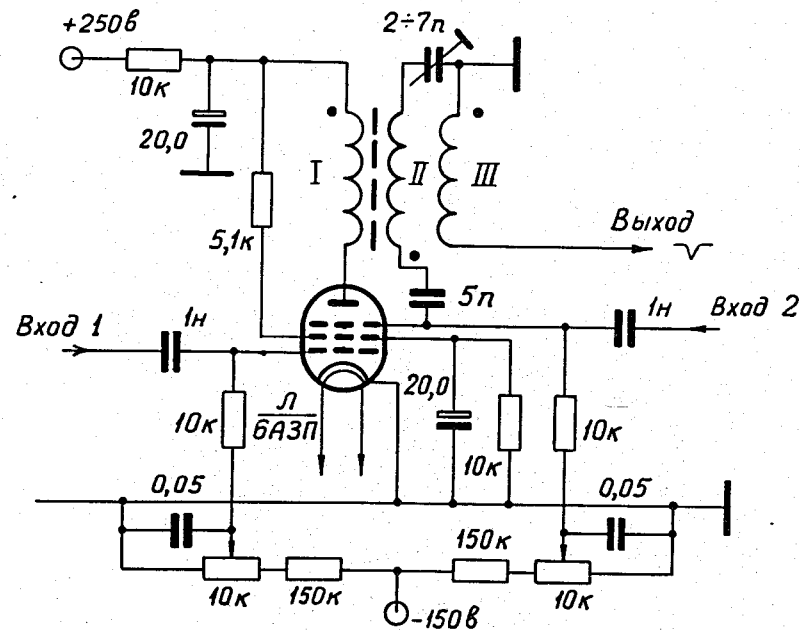 +250в
2÷7п
10к
20,0
I
II
III
5,1к
Выход
5п
1н
Вход 2
Вход 1
1н
20,0
Л
6А3П
10к
10к
10к
0,05
0,05
150к
10к
150к
10к
-150в